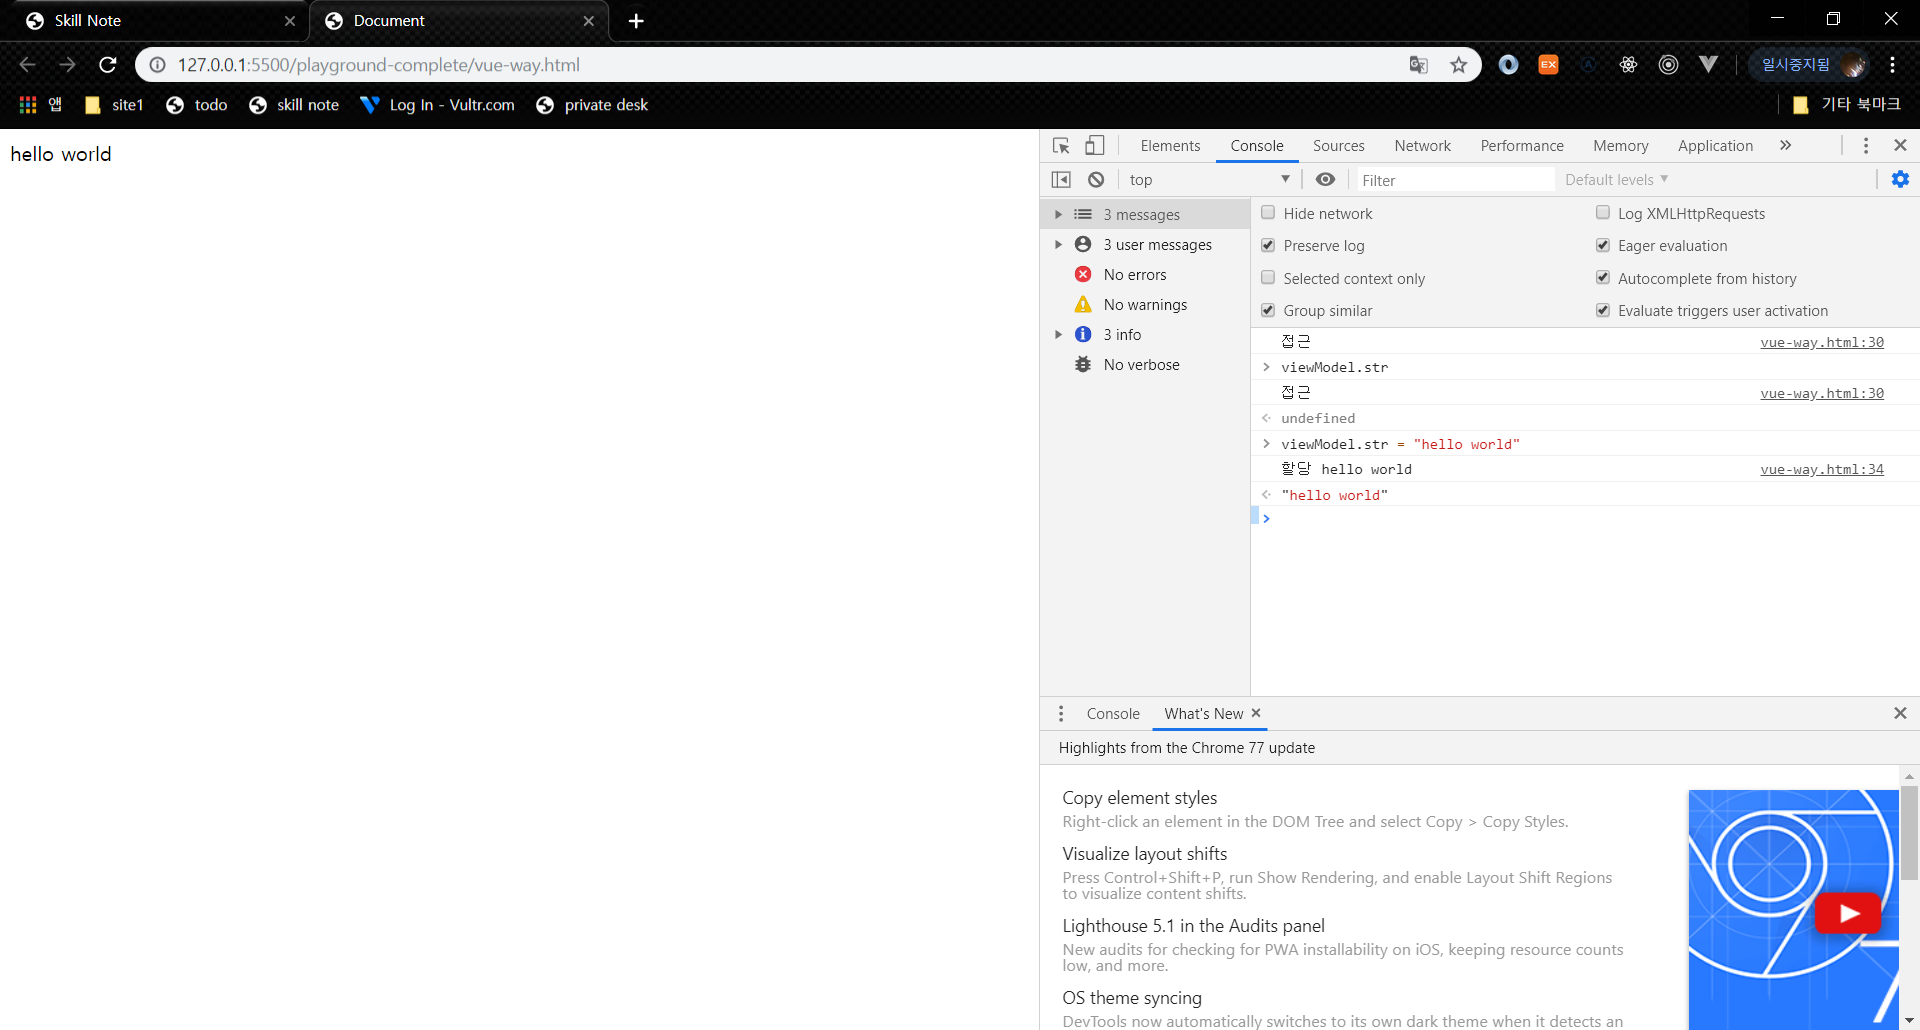 Skill Note
Document
127.0.0.1:5500/playground-complete/vue-way.html
EX
일시중지됨
앱
site1
todo
skill note
Log In - Vultr.com
private desk
기타 북마크
hello world
Elements
Console
Sources
Network
Performance
Memory
Application
top
Filter
Default levels
3 messages
3 user messages
No errors
No warnings
3 info
No verbose
Hide network
Log XMLHttpRequests
Preserve log
Eager evaluation
Selected context only
Autocomplete from history
Group similar
Evaluate triggers user activation
접근 vue-way.html:30
> viewModel.str
접근 vue-way.html:30
undefined
> viewModel.str = "hello world"
할당 hello world vue-way.html:34
"hello world"
>
Console
What's New
Highlights from the Chrome 77 update
Copy element styles
Right-click an element in the DOM Tree and select Copy > Copy Styles.
Visualize layout shifts
Press Control+Shift+P, run Show Rendering, and enable Layout Shift Regions
to visualize content shifts.
Lighthouse 5.1 in the Audits panel
New audits for checking for PWA installability on iOS, keeping resource counts
low, and more.
OS theme syncing
DevTools now automatically switches to its own dark theme when it detects an